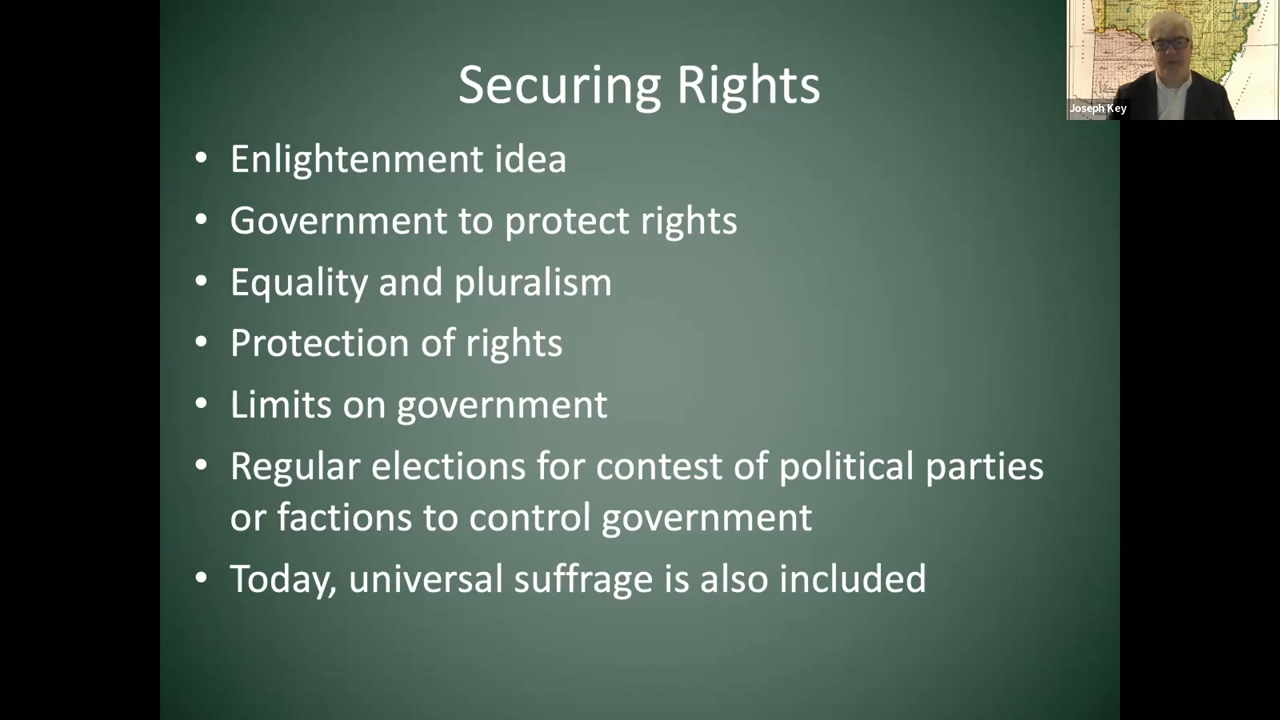 Securing Rights
• Enlightenment idea
• Government to protect rights
• Equality and pluralism
• Protection of rights
• Limits on government
• Regular elections for contest of political parties
or factions to control government
• Today, universal suffrage is also included
Joseph Key